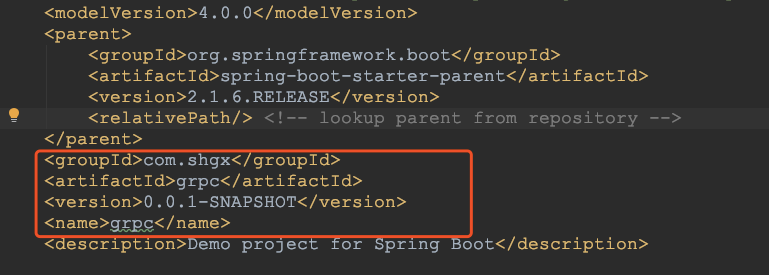 <modelVersion>4.0.0</modelVersion>
<parent>
<groupId>org.springframework.boot</groupId>
<artifactId>spring-boot-starter-parent</artifactId>
<version>2.1.6.RELEASE</version>
<relativePath/> <!-- lookup parent from repository -->
</parent>
<groupId>com.shgx</groupId>
<artifactId>grpc</artifactId>
<version>0.0.1-SNAPSHOT</version>
<name>grpc</name>
<description>Demo project for Spring Boot</description>